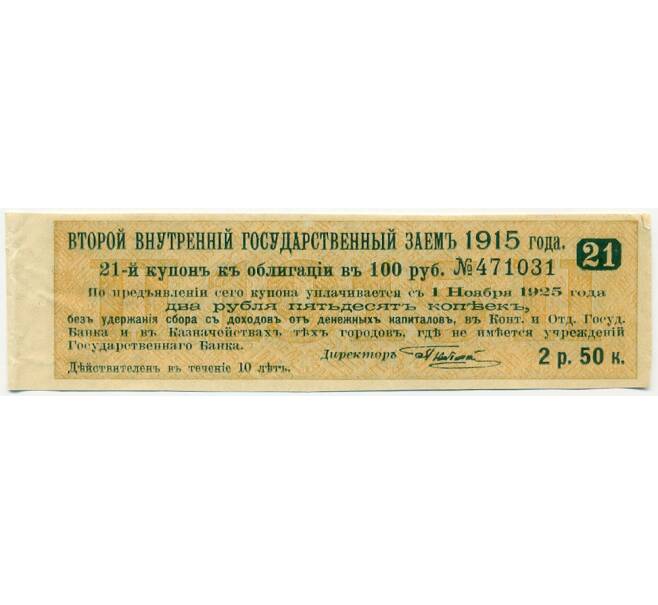 ВТОРОЙ ВНУТРЕННІЙ ГОСУДАРСТВЕННЫЙ ЗАЕМЪ 1915 года.
21
21-й купонъ къ облигаціи въ 100 руб. №471031
По предъявленіи сего купона уплачивается съ 1 Ноября 1925 года
два рубля пятьдесятъ копѣекъ,
безъ удержанія сбора съ доходовъ отъ денежныхъ капиталовъ, въ Конт. и Отд. Госуд.
Банка и въ Казначействахъ тѣхъ городовъ, гдѣ не имѣется учрежденій
Государственнаго Банка.
Директоръ
2 р. 50 к.
Дѣйствителенъ въ теченіе 10 лѣтъ.